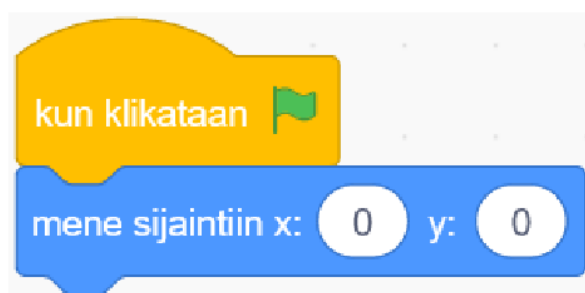 kun klikataan
mene sijaintiin x: 0 y: 0